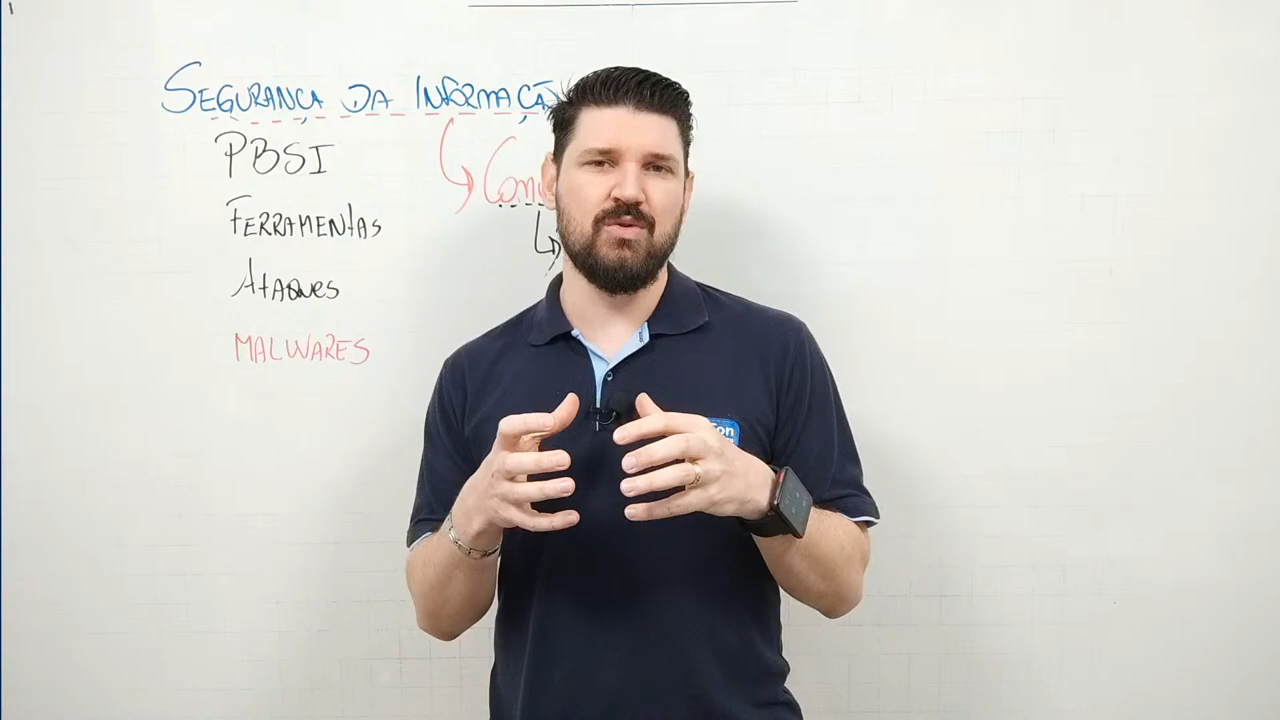 SEGURANÇA DA INFORMAÇÃ
PBSI
FERRAMENTAS
ATAQUES
MALWARES